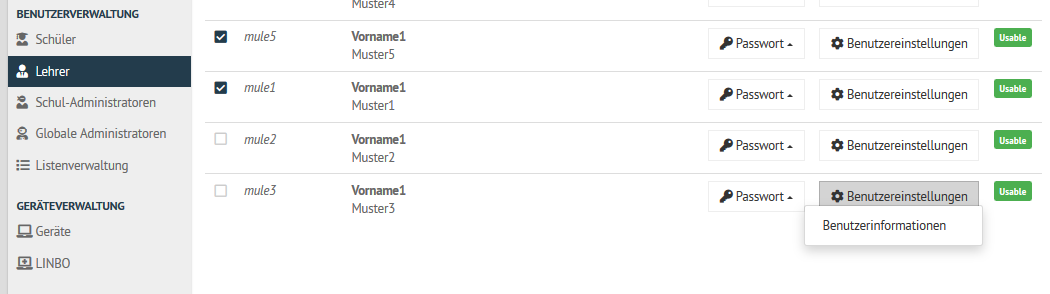 BENUTZERVERWALTUNG
Schüler
Lehrer
Schul-Administratoren
Globale Administratoren
Listenverwaltung
GERÄTEVERWALTUNG
Geräte
LINBO
Muster4
mule5
Vorname1
Muster5
Passwort
Benutzereinstellungen
Usable
mule1
Vorname1
Muster1
Passwort
Benutzereinstellungen
Usable
mule2
Vorname1
Muster2
Passwort
Benutzereinstellungen
Usable
mule3
Vorname1
Muster3
Passwort
Benutzereinstellungen
Usable
Benutzerinformationen